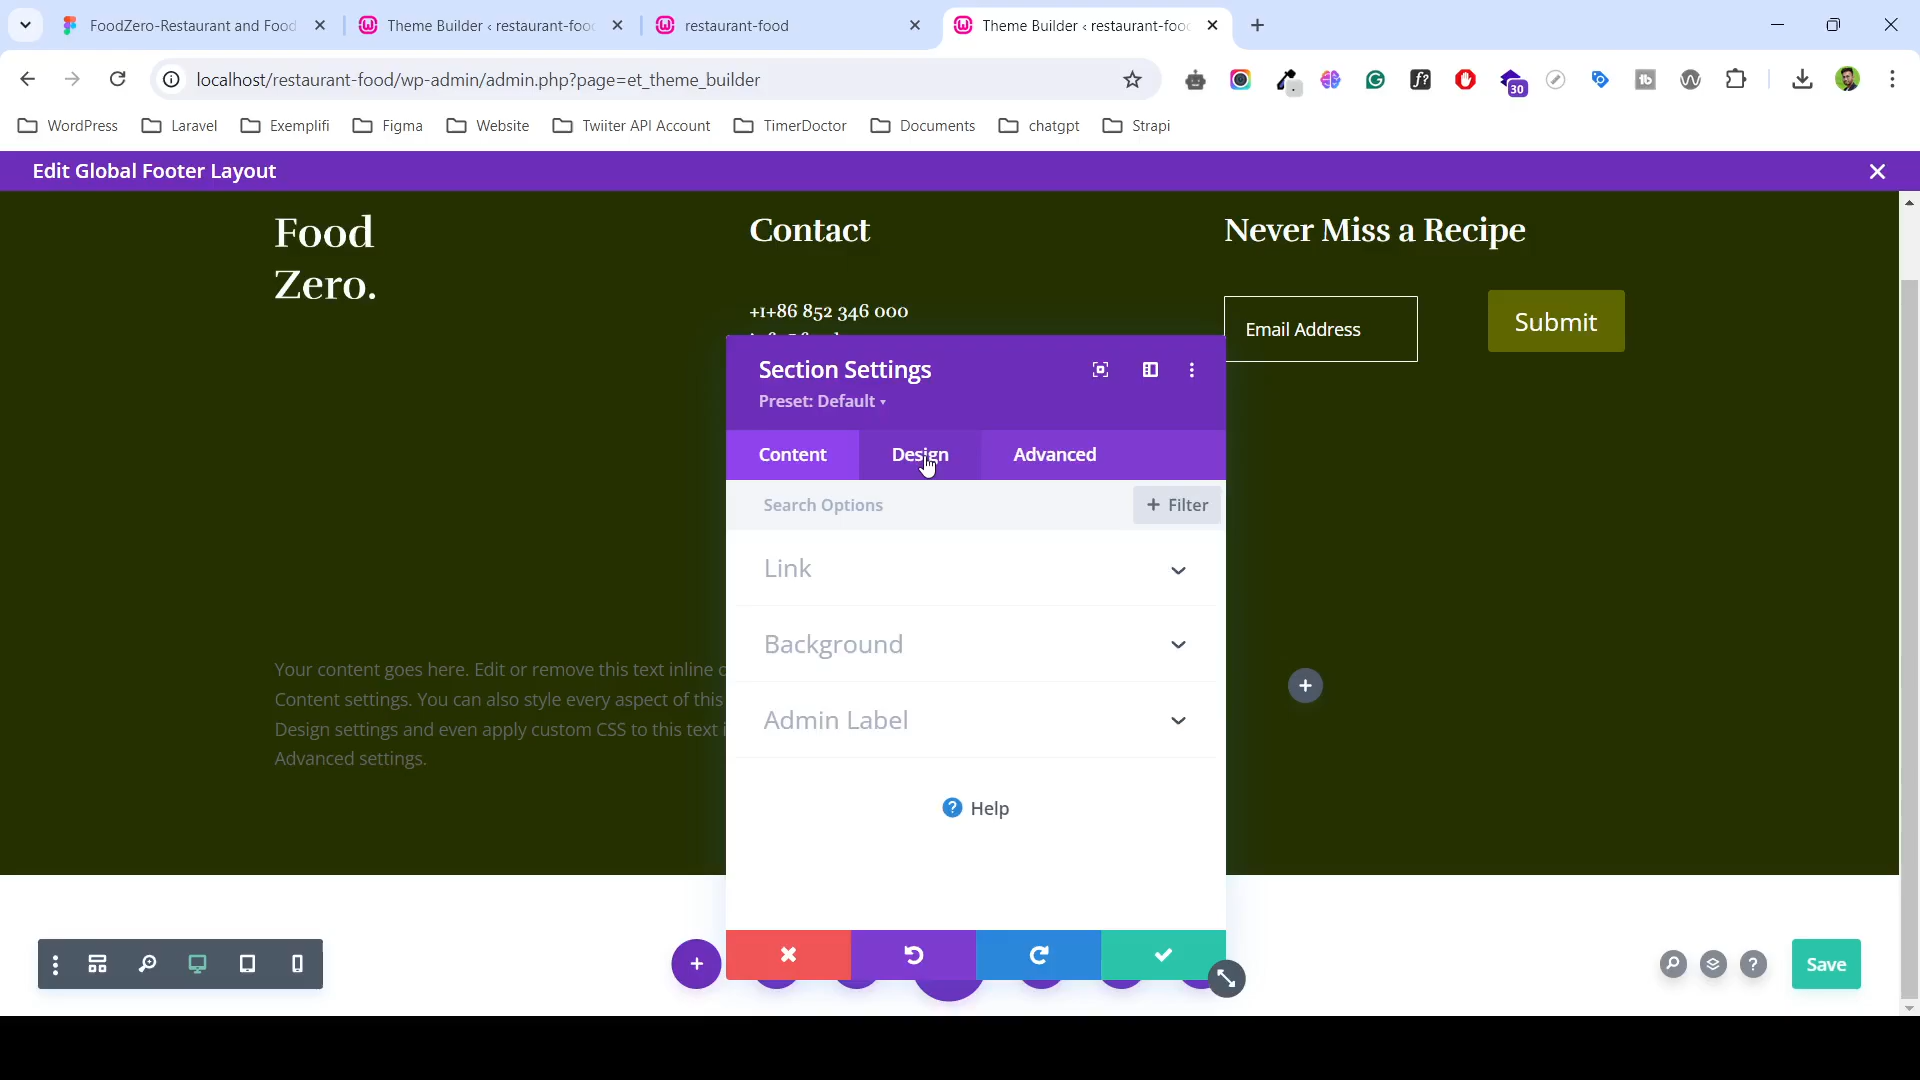 FoodZero-Restaurant and Food
Theme Builder ‹ restaurant-foo
restaurant-food
Theme Builder ‹ restaurant-foo
localhost/restaurant-food/wp-admin/admin.php?page=et_theme_builder
30
WordPress
Laravel
Exemplifi
Figma
Website
Twiiter API Account
TimerDoctor
Documents
chatgpt
Strapi
Edit Global Footer Layout
Food
Zero.
Contact
Never Miss a Recipe
+1+86 852 346 000
Email Address
Submit
Section Settings
Preset: Default
Content
Design
Advanced
Search Options
+ Filter
Link
Background
Admin Label
Help
Your content goes here. Edit or remove this text inline
Content settings. You can also style every aspect of this
Design settings and even apply custom CSS to this text
Advanced settings.
Save